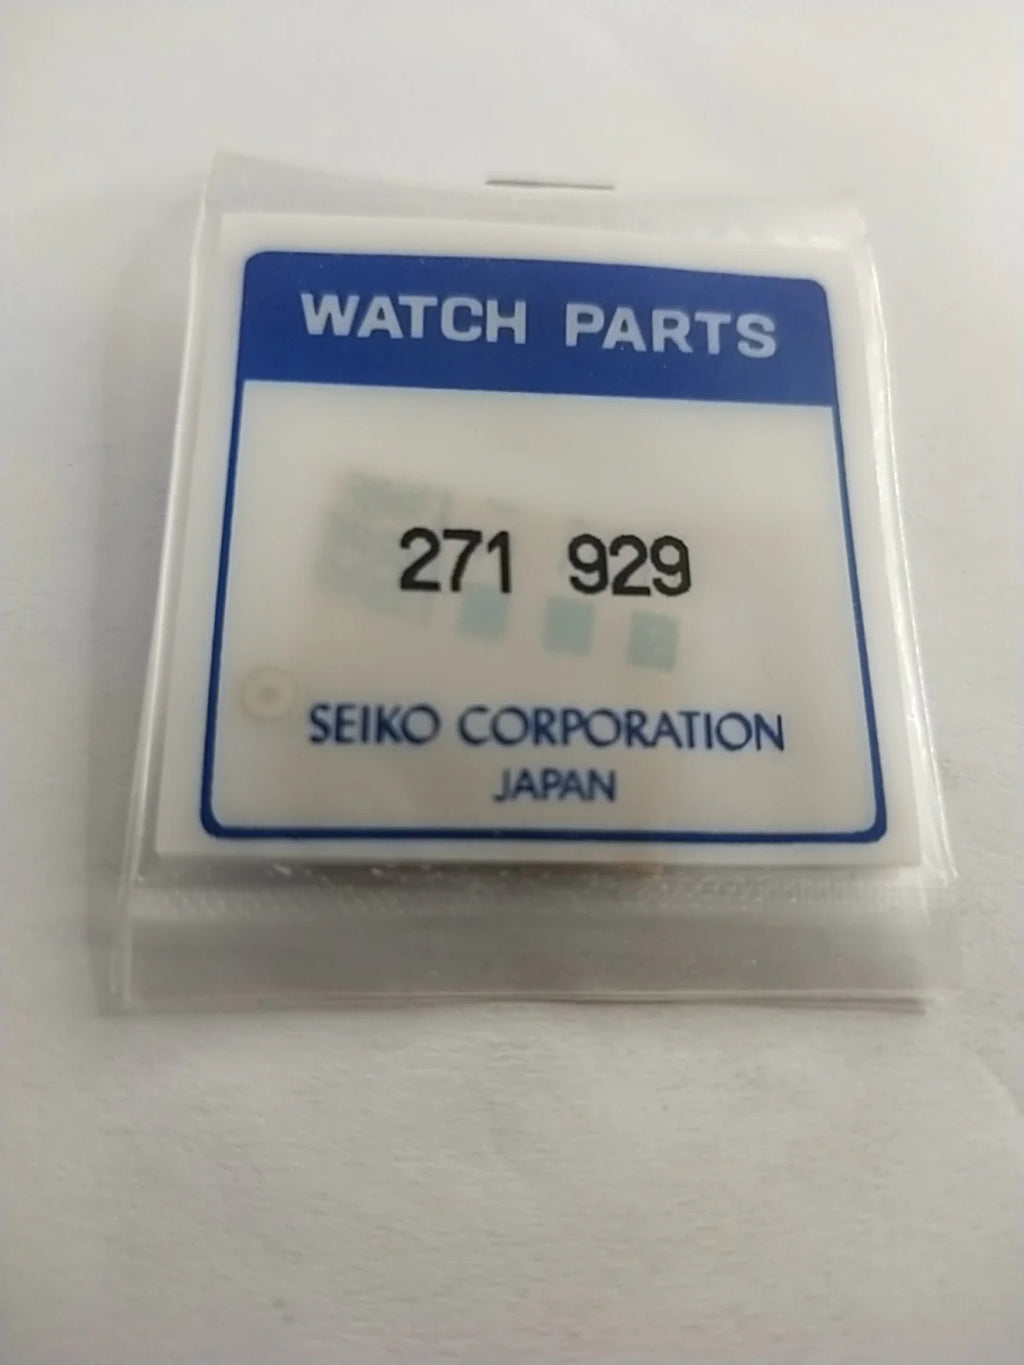 WATCH PARTS
271 929
SEIKO CORPORATION
JAPAN